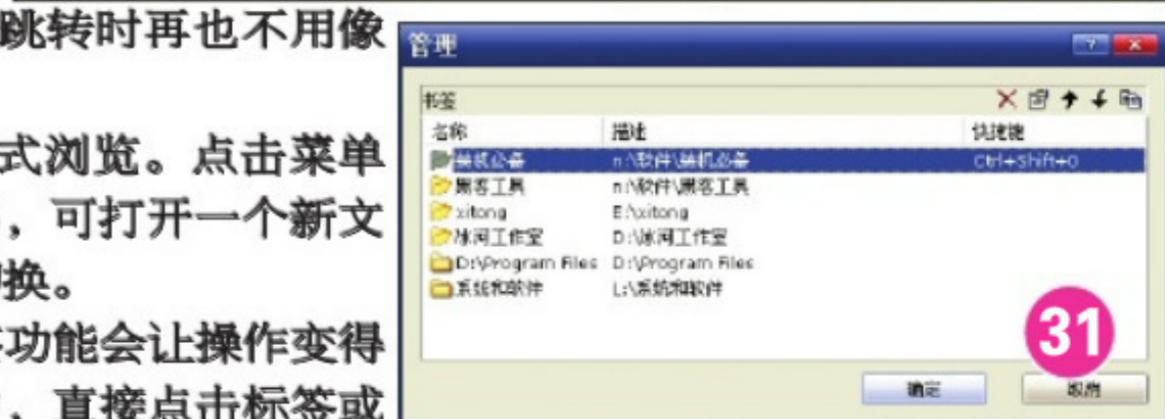 跳转时再也不用像
式浏览。点击菜单
，可打开一个新文
换。
功能会让操作变得
，直接点击标签或
管理
书签
名称 描述 快捷键
装机必备 n:\软件\装机必备 Ctrl+Shift+0
黑客工具 n:\软件\黑客工具
xitong E:\xitong
冰河工作室 D:\冰河工作室
D:\Program Files D:\Program Files
系统和软件 L:\系统和软件
31
确定 取消